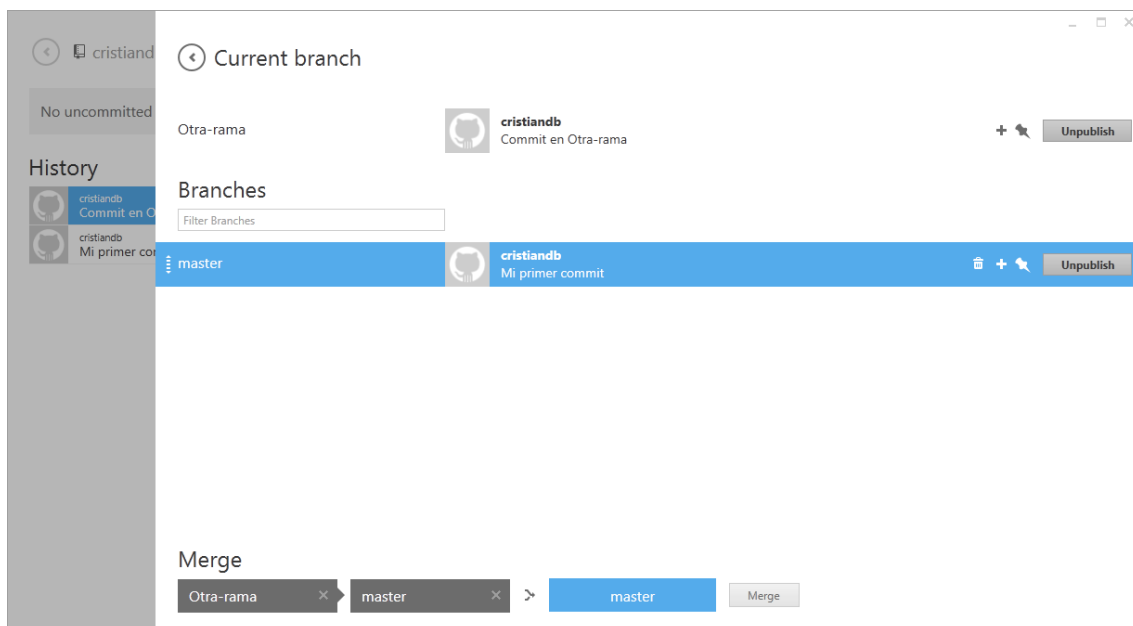 cristiand
Current branch
No uncommitted
Otra-rama
cristiandb
Commit en Otra-rama
Unpublish
History
cristiandb
Commit en O
cristiandb
Mi primer cor
Branches
Filter Branches
master
cristiandb
Mi primer commit
Unpublish
Merge
Otra-rama
master
master
Merge